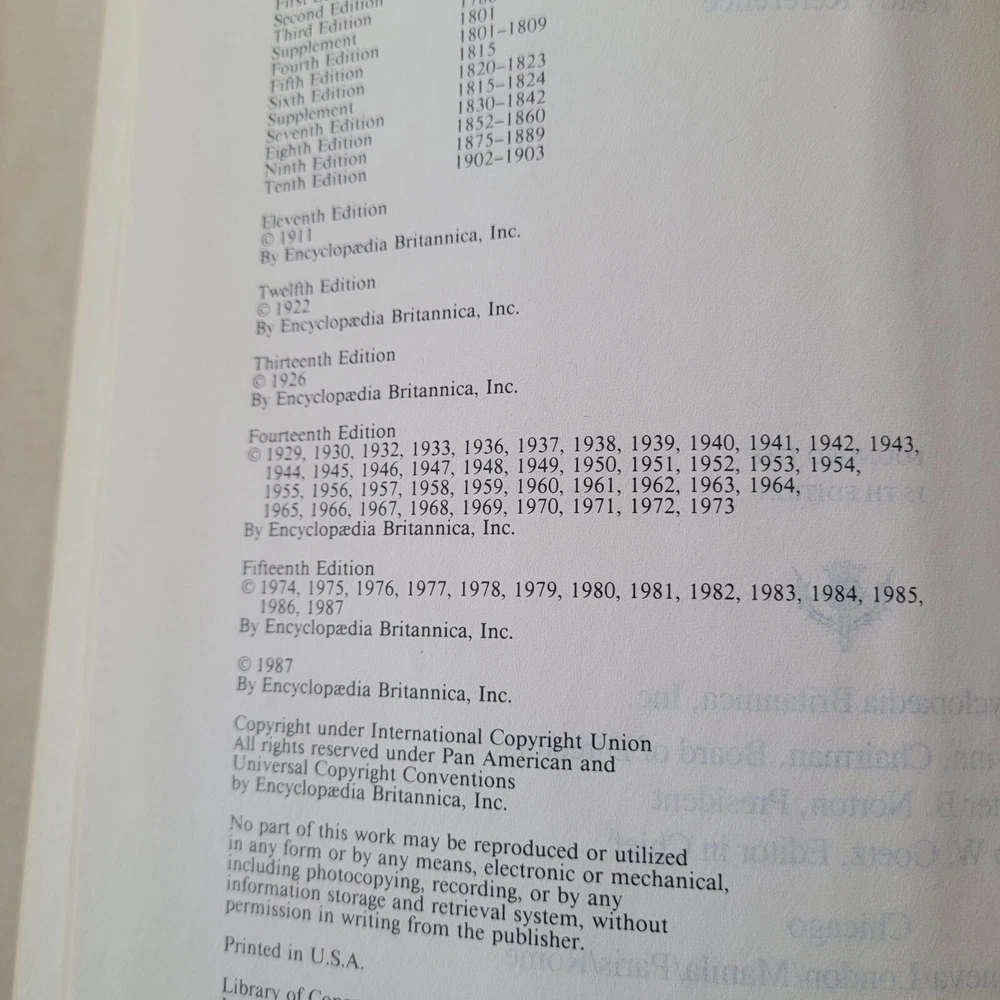 Second Edition
Third Edition
Supplement 1801
Fourth Edition 1801–1809
Fifth Edition 1815
Sixth Edition 1820–1823
Supplement 1815–1824
Seventh Edition 1830–1842
Eighth Edition 1852–1860
Ninth Edition 1875–1889
Tenth Edition 1902–1903
Eleventh Edition
© 1911
By Encyclopædia Britannica, Inc.
Twelfth Edition
© 1922
By Encyclopædia Britannica, Inc.
Thirteenth Edition
© 1926
By Encyclopædia Britannica, Inc.
Fourteenth Edition
© 1929, 1930, 1932, 1933, 1936, 1937, 1938, 1939, 1940, 1941, 1942, 1943,
1944, 1945, 1946, 1947, 1948, 1949, 1950, 1951, 1952, 1953, 1954,
1955, 1956, 1957, 1958, 1959, 1960, 1961, 1962, 1963, 1964,
1965, 1966, 1967, 1968, 1969, 1970, 1971, 1972, 1973
By Encyclopædia Britannica, Inc.
Fifteenth Edition
© 1974, 1975, 1976, 1977, 1978, 1979, 1980, 1981, 1982, 1983, 1984, 1985,
1986, 1987
By Encyclopædia Britannica, Inc.
© 1987
By Encyclopædia Britannica, Inc.
Copyright under International Copyright Union
All rights reserved under Pan American and
Universal Copyright Conventions
by Encyclopædia Britannica, Inc.
No part of this work may be reproduced or utilized
in any form or by any means, electronic or mechanical,
including photocopying, recording, or by any
information storage and retrieval system, without
permission in writing from the publisher.
Printed in U.S.A.
Library of